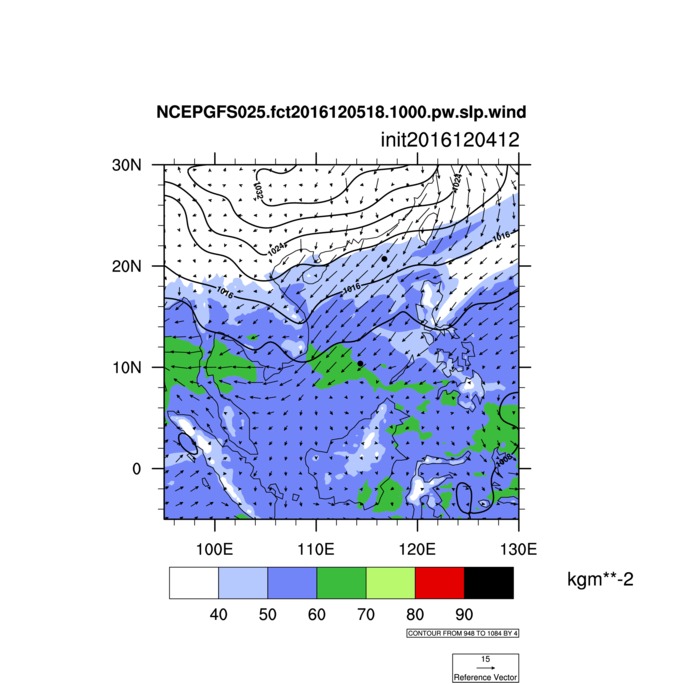 NCEPGFS025.fct2016120518.1000.pw.slp.wind
init2016120412
30N
20N
10N
0
1032
1024
1024
1016
1016
1016
1008
100E 110E 120E 130E
kgm**-2
40 50 60 70 80 90
CONTOUR FROM 948 TO 1084 BY 4
15
Reference Vector